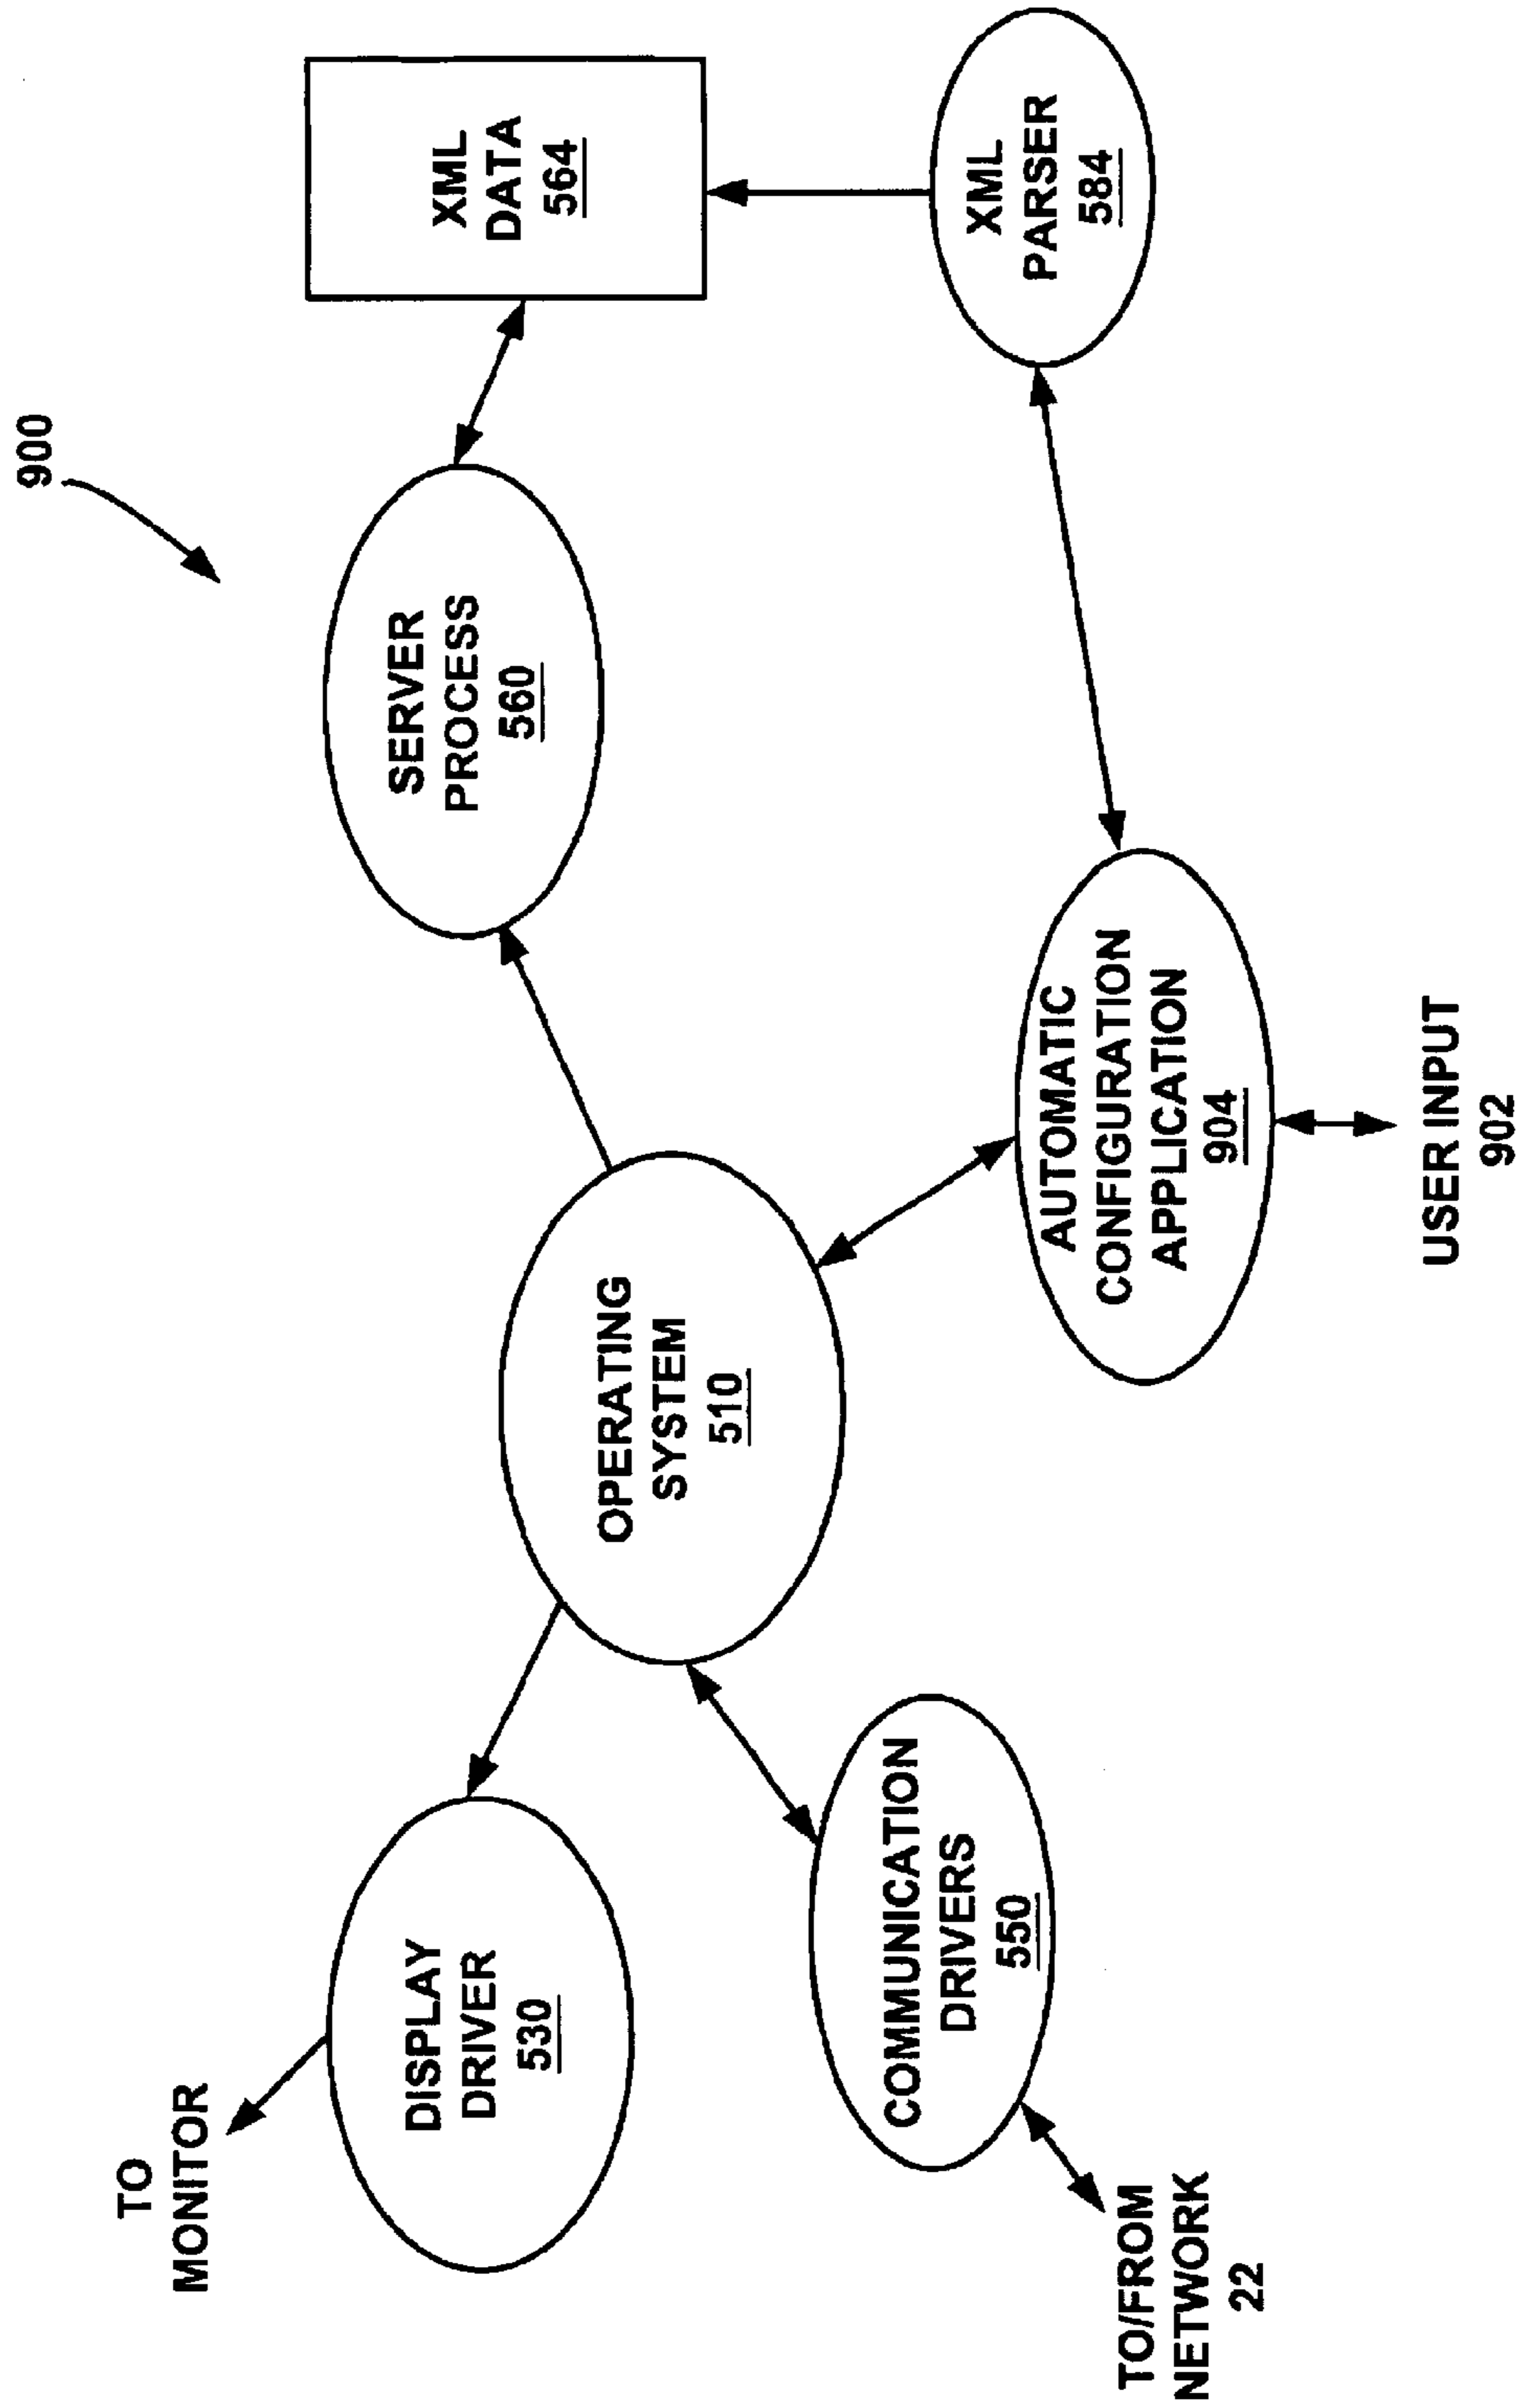 900
TO
MONITOR
DISPLAY
DRIVER
530
SERVER
PROCESS
560
XML
DATA
564
OPERATING
SYSTEM
510
COMMUNICATION
DRIVERS
550
TO/FROM
NETWORK
22
AUTOMATIC
CONFIGURATION
APPLICATION
904
USER INPUT
902
XML
PARSER
584